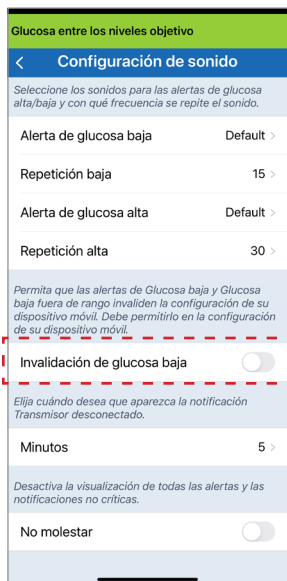 Glucosa entre los niveles objetivo
Configuración de sonido
Seleccione los sonidos para las alertas de glucosa
alta/baja y con qué frecuencia se repite el sonido.
Alerta de glucosa baja Default
Repetición baja 15
Alerta de glucosa alta Default
Repetición alta 30
Permita que las alertas de Glucosa baja y Glucosa
baja fuera de rango invaliden la configuración de su
dispositivo móvil. Debe permitirlo en la configuración
de su dispositivo móvil.
Invalidación de glucosa baja
Elija cuándo desea que aparezca la notificación
Transmisor desconectado.
Minutos 5
Desactiva la visualización de todas las alertas y las
notificaciones no críticas.
No molestar